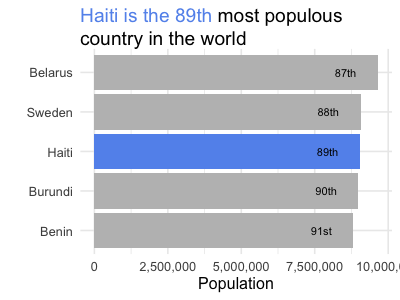 Haiti is the 89th most populous
country in the world
Belarus
87th
Sweden
88th
Haiti
89th
Burundi
90th
Benin
91st
0 2,500,000 5,000,000 7,500,000 10,000,0
Population